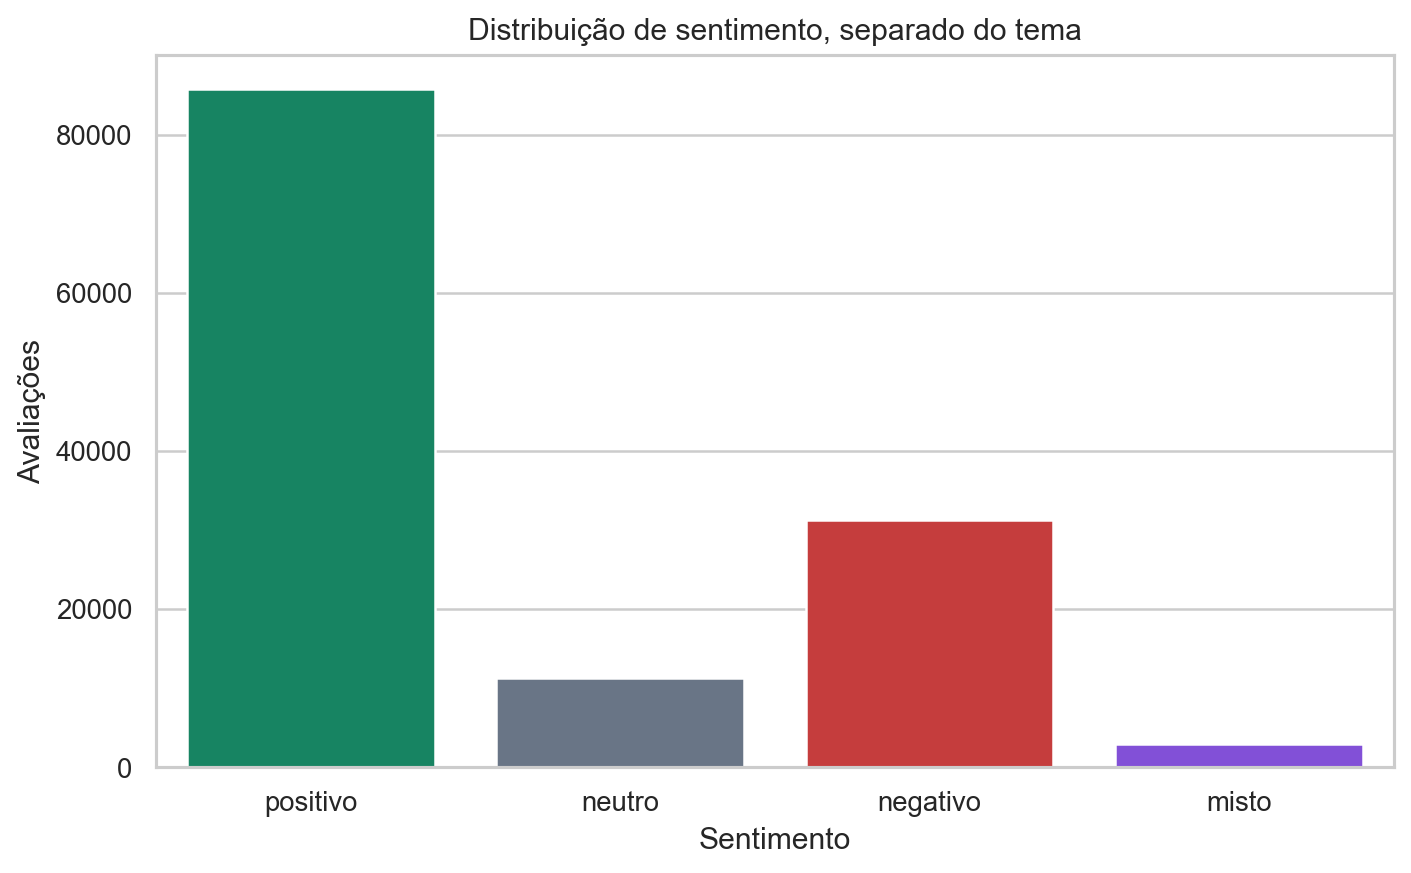 Distribuição de sentimento, separado do tema
80000
60000
40000
20000
0
Avaliações
positivo
neutro
negativo
misto
Sentimento